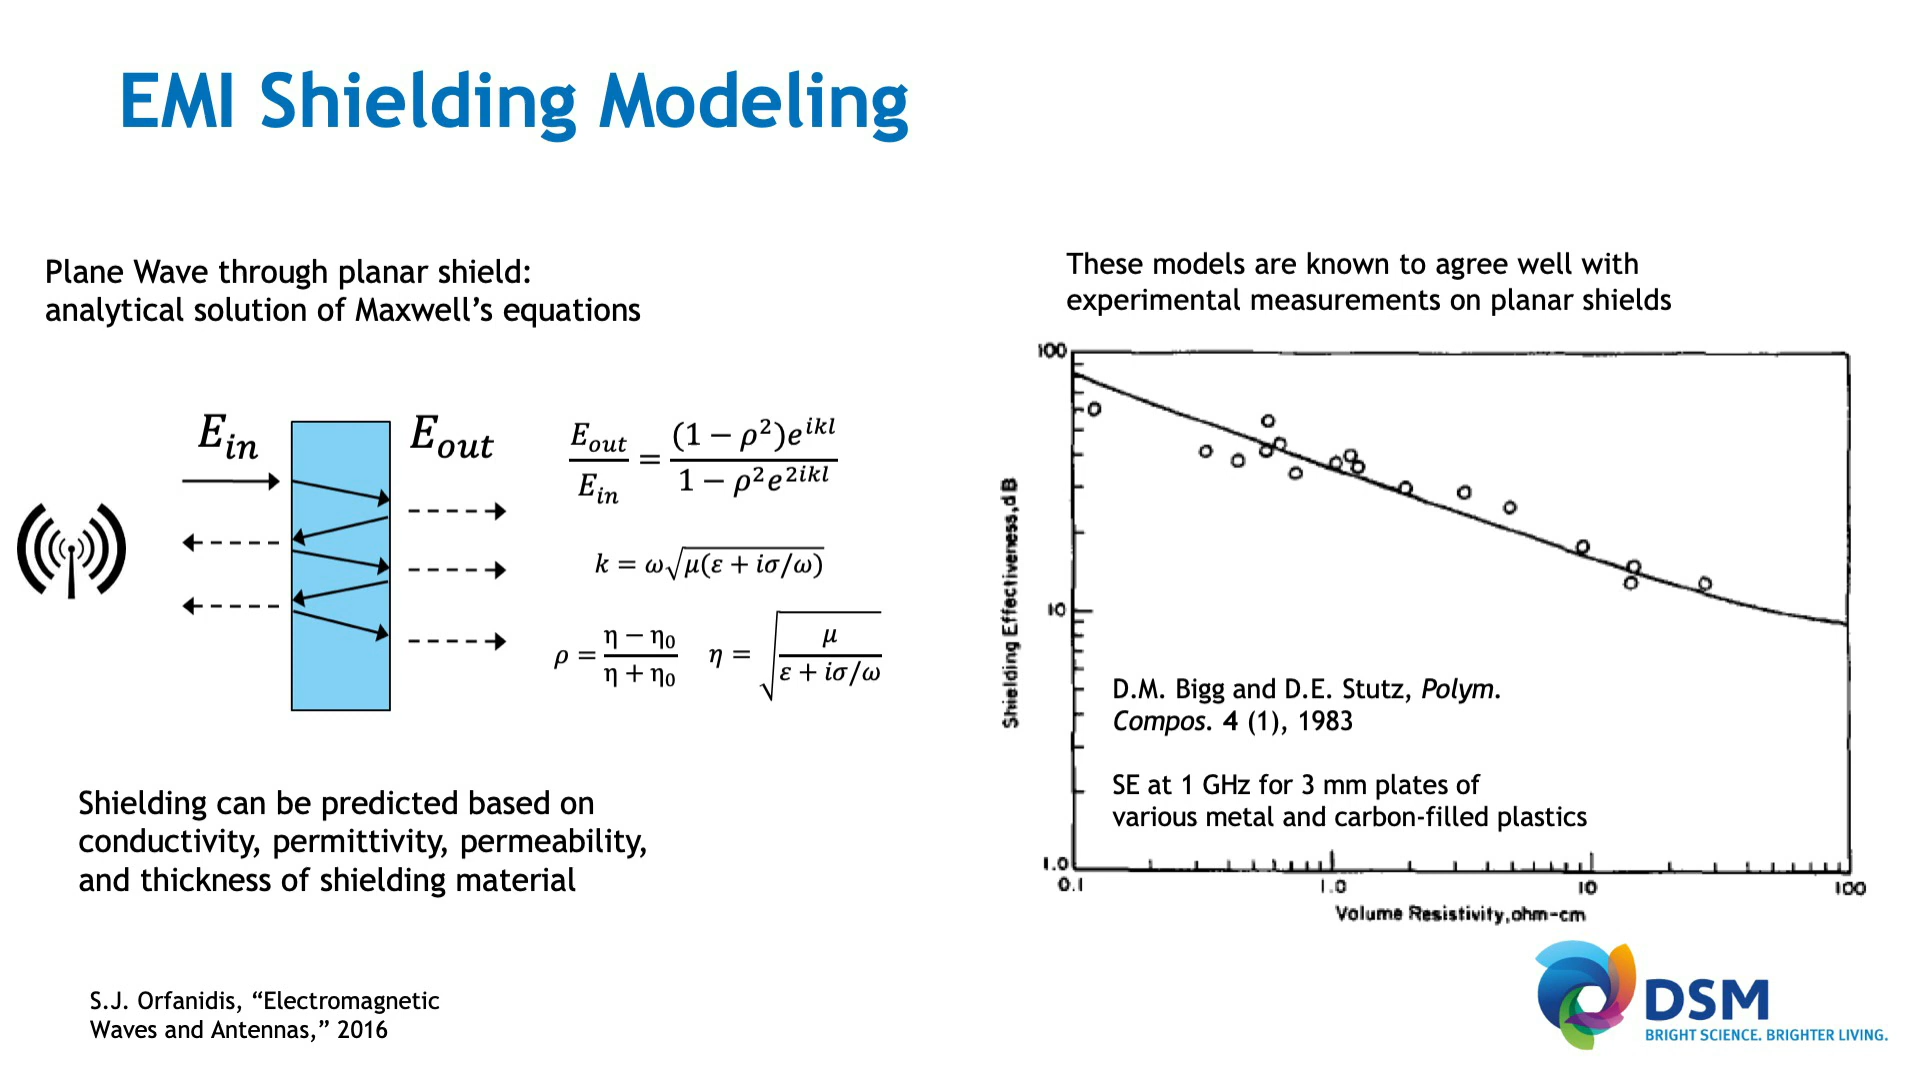 EMI Shielding Modeling
Plane Wave through planar shield:
analytical solution of Maxwell’s equations
E_in
E_out
E_out/E_in = (1 − ρ²)e^{ikl} / (1 − ρ²e^{2ikl})
k = ω√(μ(ε + iσ/ω))
ρ = (η − η₀)/(η + η₀)   η = √(μ/(ε + iσ/ω))
Shielding can be predicted based on
conductivity, permittivity, permeability,
and thickness of shielding material
S.J. Orfanidis, “Electromagnetic
Waves and Antennas,” 2016
These models are known to agree well with
experimental measurements on planar shields
100
10
1.0
Shielding Effectiveness,dB
D.M. Bigg and D.E. Stutz, Polym.
Compos. 4 (1), 1983
SE at 1 GHz for 3 mm plates of
various metal and carbon-filled plastics
0.1 1.0 10 100
Volume Resistivity,ohm-cm
DSM
BRIGHT SCIENCE. BRIGHTER LIVING.